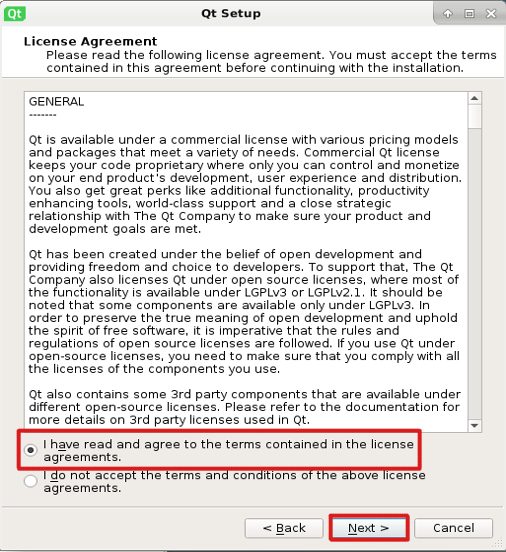 Qt Qt Setup
License Agreement
Please read the following license agreement. You must accept the terms
contained in this agreement before continuing with the installation.
GENERAL
-------
Qt is available under a commercial license with various pricing models
and packages that meet a variety of needs. Commercial Qt license
keeps your code proprietary where only you can control and monetize
on your end product's development, user experience and distribution.
You also get great perks like additional functionality, productivity
enhancing tools, world-class support and a close strategic
relationship with The Qt Company to make sure your product and
development goals are met.
Qt has been created under the belief of open development and
providing freedom and choice to developers. To support that, The Qt
Company also licenses Qt under open source licenses, where most of
the functionality is available under LGPLv3 or LGPLv2.1. It should be
noted that some components are available only under LGPLv3. In
order to preserve the true meaning of open development and uphold
the spirit of free software, it is imperative that the rules and
regulations of open source licenses are followed. If you use Qt under
open-source licenses, you need to make sure that you comply with all
the licenses of the components you use.
Qt also contains some 3rd party components that are available under
different open-source licenses. Please refer to the documentation for
more details on 3rd party licenses used in Qt.
I have read and agree to the terms contained in the license
agreements.
I do not accept the terms and conditions of the above license
agreements.
< Back Next > Cancel